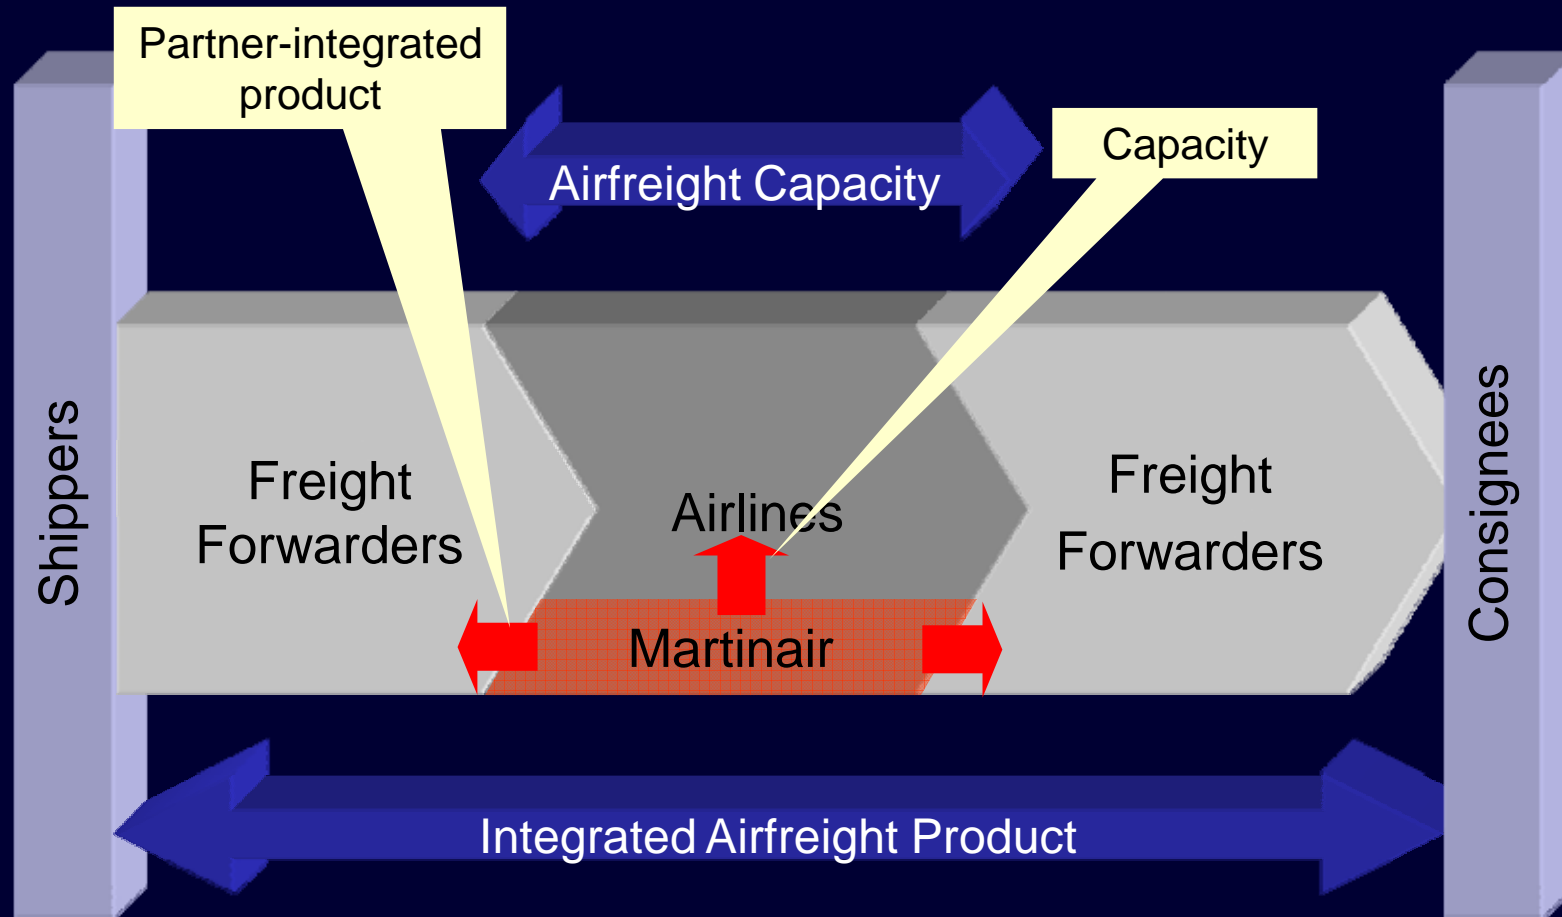 Partner-integrated
product
Capacity
Airfreight Capacity
Shippers
Freight
Forwarders
Airlines
Freight
Forwarders
Consignees
Martinair
Integrated Airfreight Product